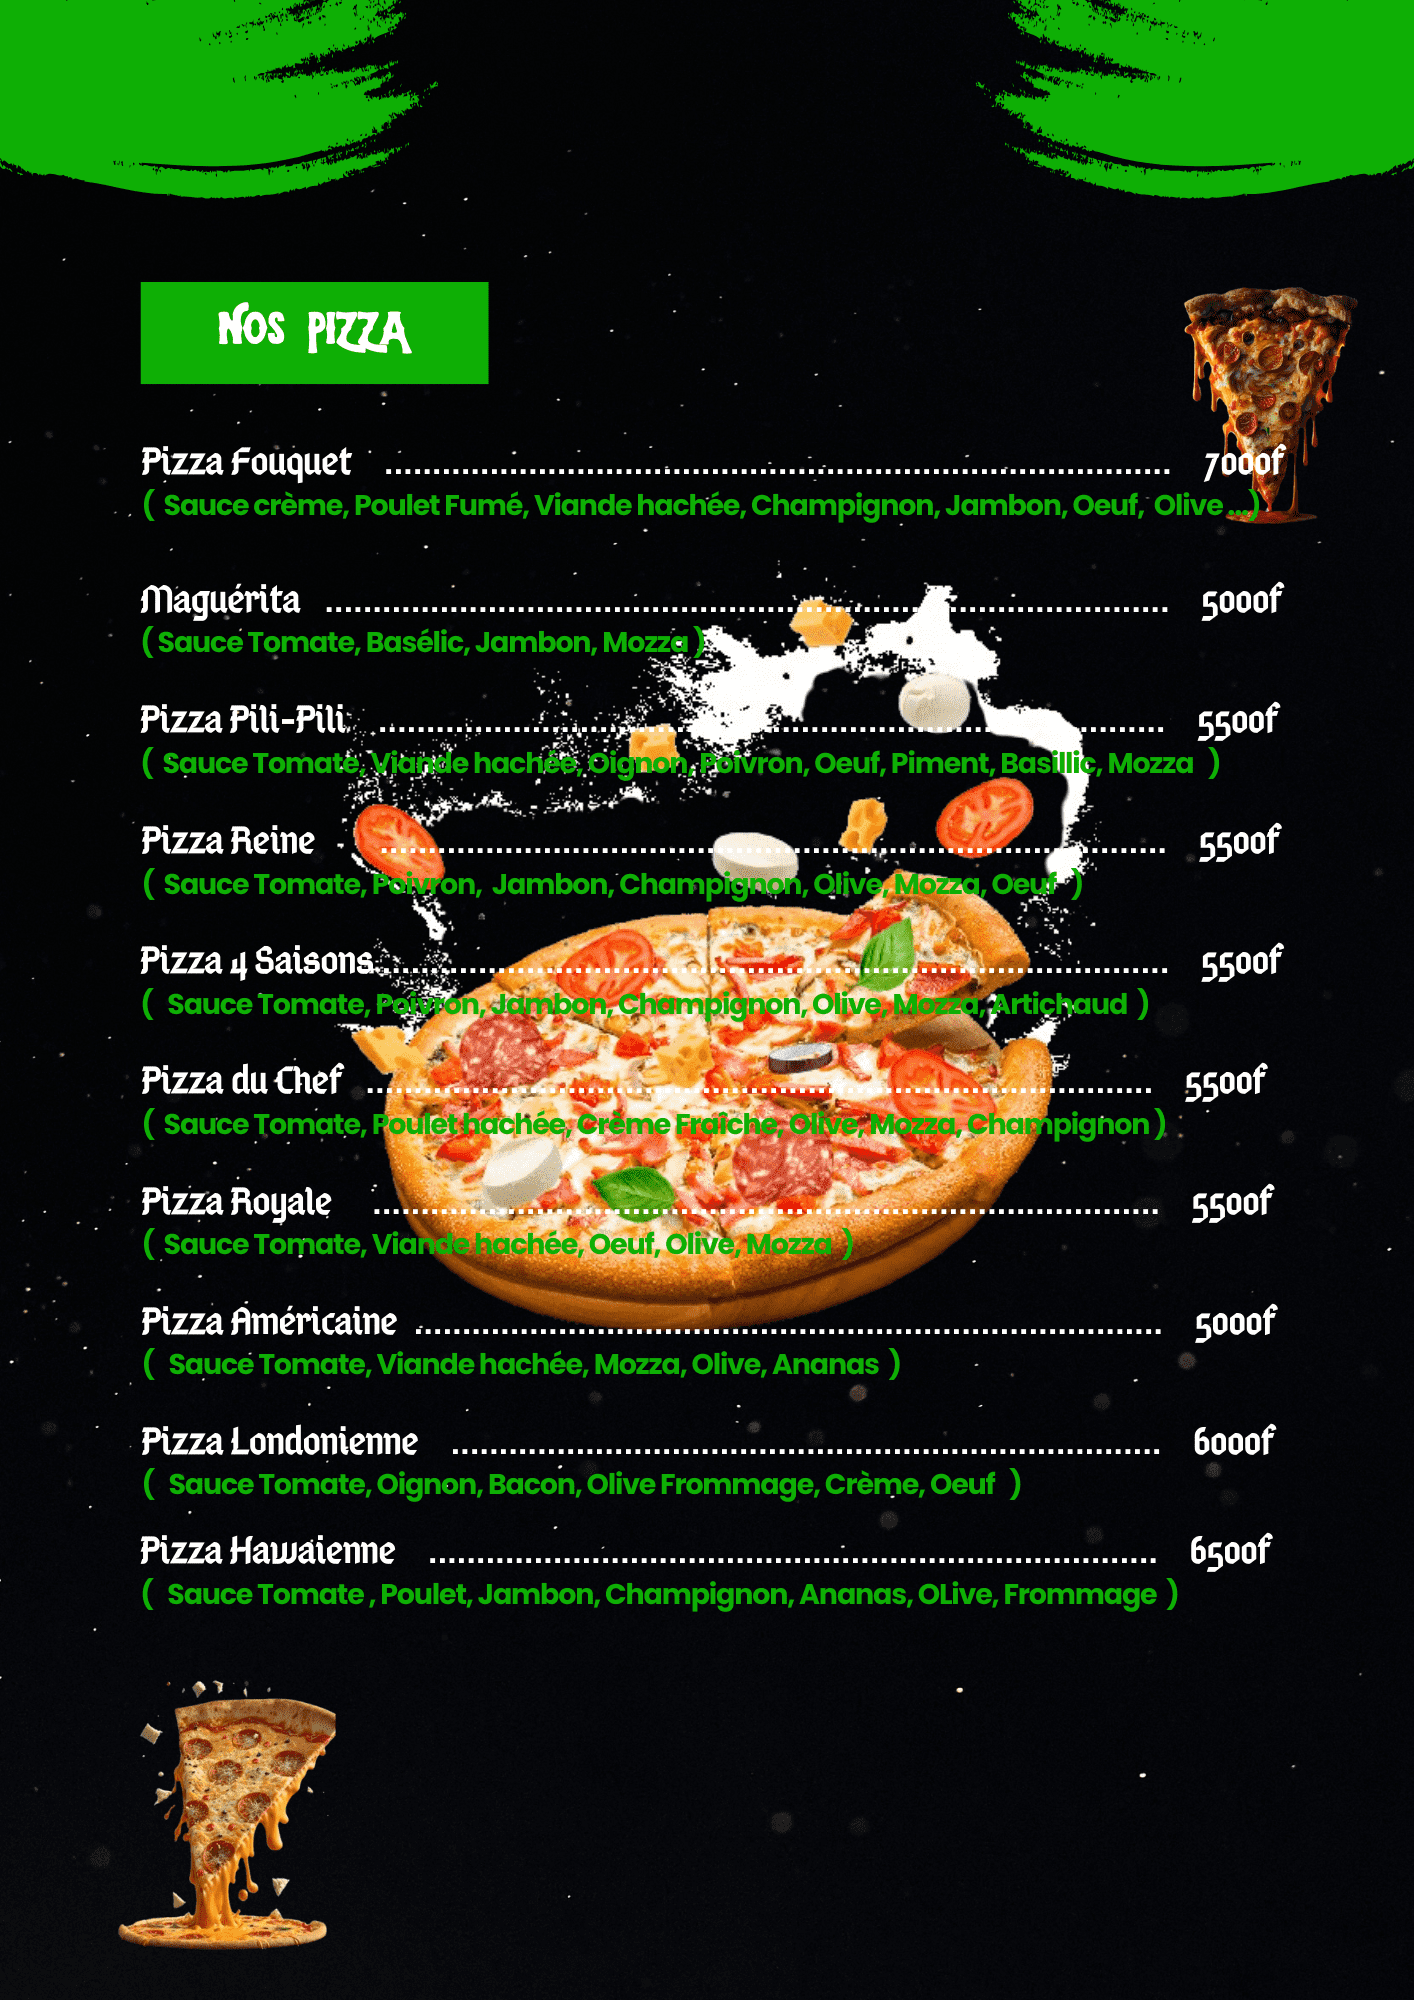 NOS PIZZA
Pizza Fouquet ........................................................................... 7000f
( Sauce crème, Poulet Fumé, Viande hachée, Champignon, Jambon, Oeuf, Olive ...)
Maguérita ........................................................................... 5000f
( Sauce Tomate, Basélic, Jambon, Mozza )
Pizza Pili-Pili ........................................................................... 5500f
( Sauce Tomate, Viande hachée, Oignon, Poivron, Oeuf, Piment, Basillic, Mozza )
Pizza Reine ........................................................................... 5500f
( Sauce Tomate, Poivron, Jambon, Champignon, Olive, Mozza, Oeuf )
Pizza 4 Saisons........................................................................... 5500f
( Sauce Tomate, Poivron, Jambon, Champignon, Olive, Mozza, Artichaud )
Pizza du Chef ........................................................................... 5500f
( Sauce Tomate, Poulet hachée, Crème Fraîche, Olive, Mozza, Champignon )
Pizza Royale ........................................................................... 5500f
( Sauce Tomate, Viande hachée, Oeuf, Olive, Mozza )
Pizza Américaine ........................................................................... 5000f
( Sauce Tomate, Viande hachée, Mozza, Olive, Ananas )
Pizza Londonienne ........................................................................... 6000f
( Sauce Tomate, Oignon, Bacon, Olive Frommage, Crème, Oeuf )
Pizza Hawaienne ........................................................................... 6500f
( Sauce Tomate , Poulet, Jambon, Champignon, Ananas, OLive, Frommage )